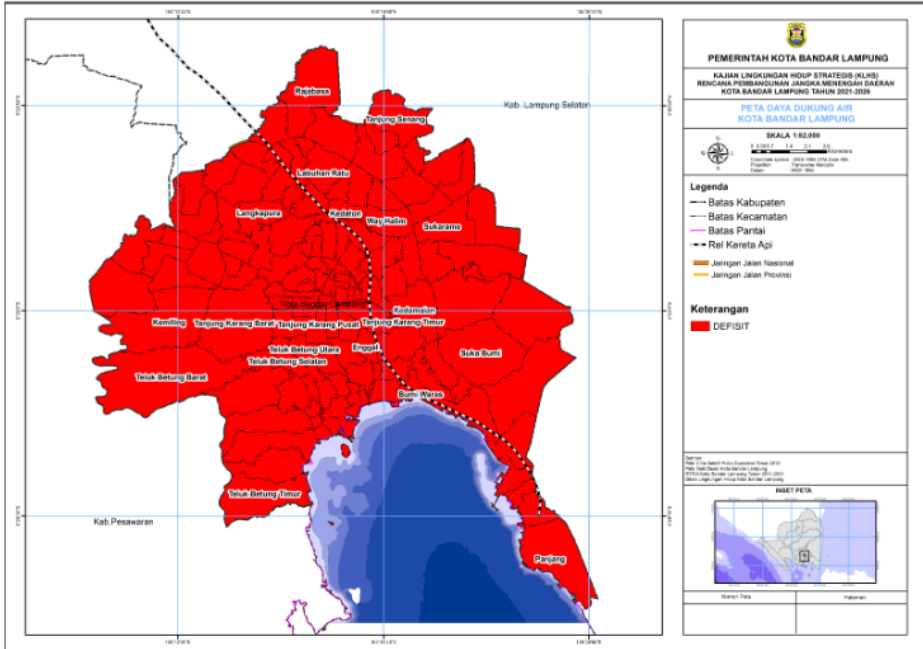 Rajabasa
Kab. Lampung Selatan
Tanjung Senang
Labuhan Ratu
Langkapura
Kedaton
Way Halim
Sukarame
Kota Bandar Lampung
Kedamaian
Kemiling
Tanjung Karang Barat
Tanjung Karang Pusat
Tanjung Karang Timur
Teluk Betung Utara
Enggal
Suka Bumi
Teluk Betung Selatan
Teluk Betung Barat
Bumi Waras
Teluk Betung Timur
Kab.Pesawaran
Panjang
PEMERINTAH KOTA BANDAR LAMPUNG
KAJIAN LINGKUNGAN HIDUP STRATEGIS (KLHS)
RENCANA PEMBANGUNAN JANGKA MENENGAH DAERAH
KOTA BANDAR LAMPUNG TAHUN 2021-2026
PETA DAYA DUKUNG AIR
KOTA BANDAR LAMPUNG
SKALA 1:62,000
Legenda
Batas Kabupaten
Batas Kecamatan
Batas Pantai
Rel Kereta Api
Jaringan Jalan Nasional
Jaringan Jalan Provinsi
Keterangan
DEFISIT
INSET PETA
Nomor Peta
Halaman